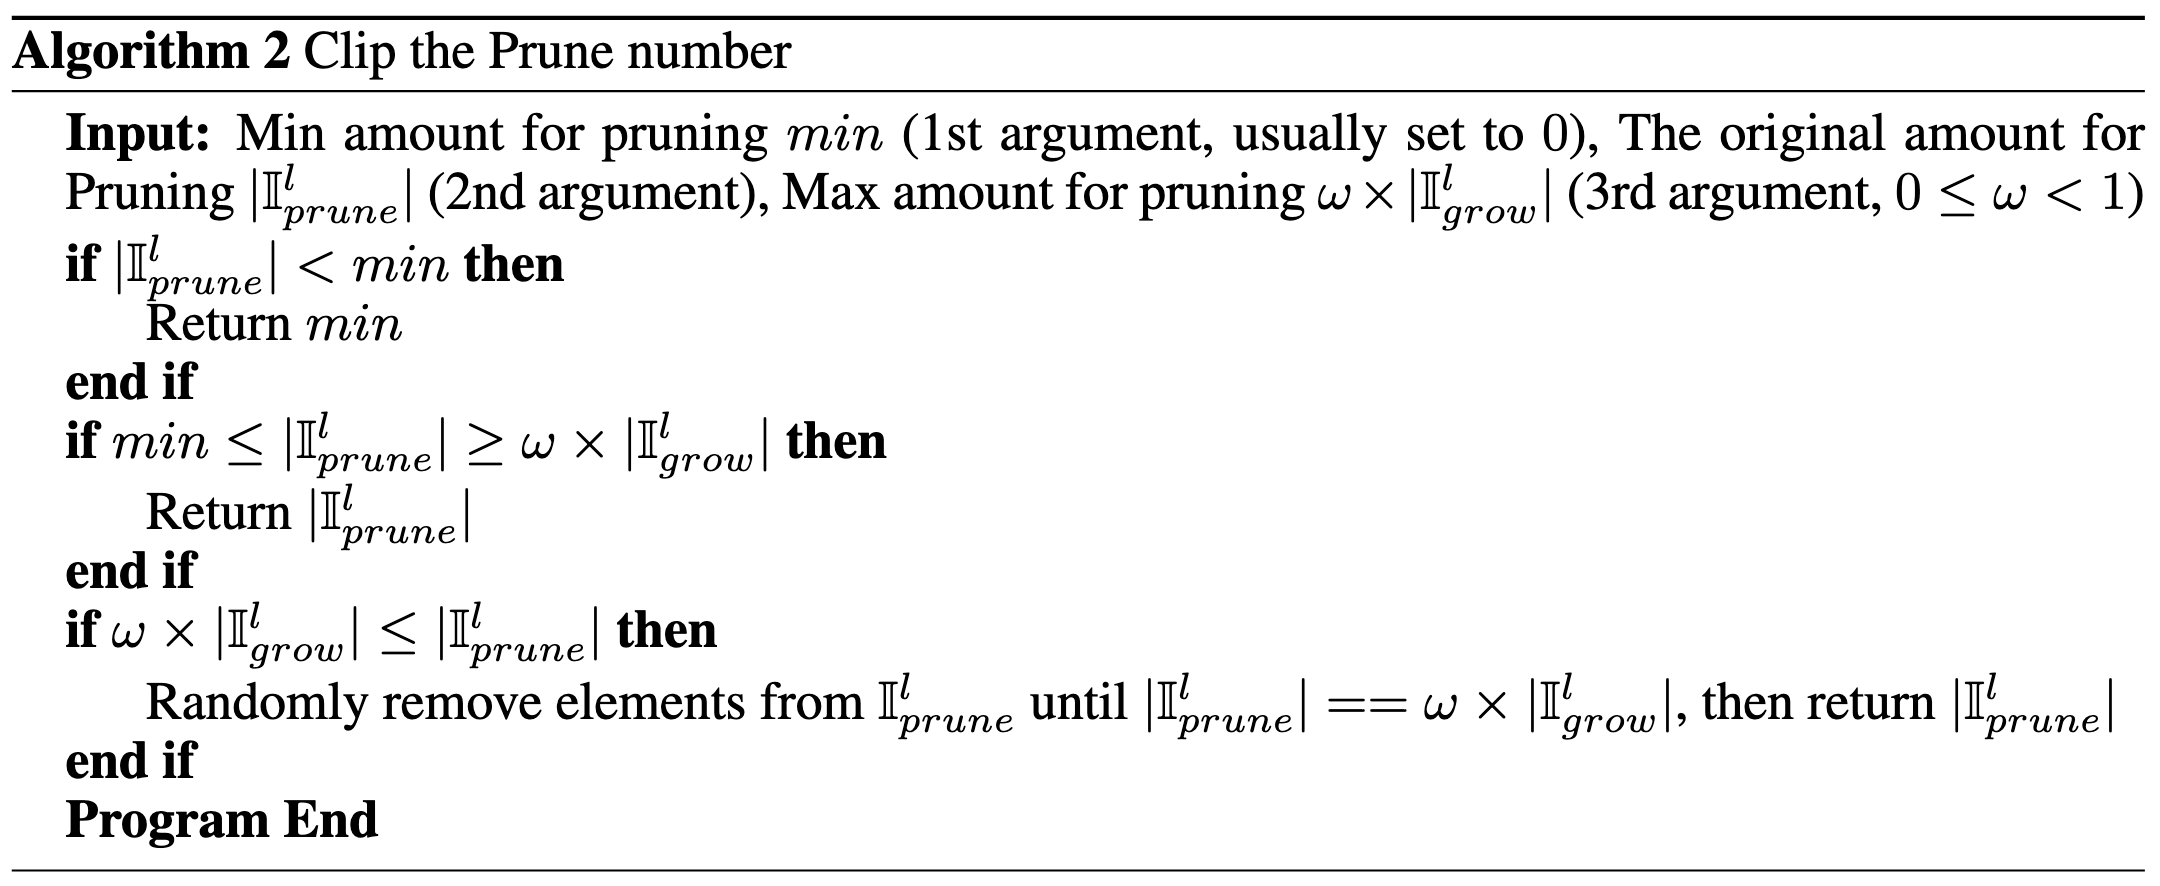 Algorithm 2 Clip the Prune number
Input: Min amount for pruning $min$ (1st argument, usually set to 0), The original amount for
Pruning $|\mathbb{I}^l_{prune}|$ (2nd argument), Max amount for pruning $\omega \times |\mathbb{I}^l_{grow}|$ (3rd argument, $0 \leq \omega < 1$)
if $|\mathbb{I}^l_{prune}| < min$ then
Return $min$
end if
if $min \leq |\mathbb{I}^l_{prune}| \geq \omega \times |\mathbb{I}^l_{grow}|$ then
Return $|\mathbb{I}^l_{prune}|$
end if
if $\omega \times |\mathbb{I}^l_{grow}| \leq |\mathbb{I}^l_{prune}|$ then
Randomly remove elements from $\mathbb{I}^l_{prune}$ until $|\mathbb{I}^l_{prune}| == \omega \times |\mathbb{I}^l_{grow}|$, then return $|\mathbb{I}^l_{prune}|$
end if
Program End